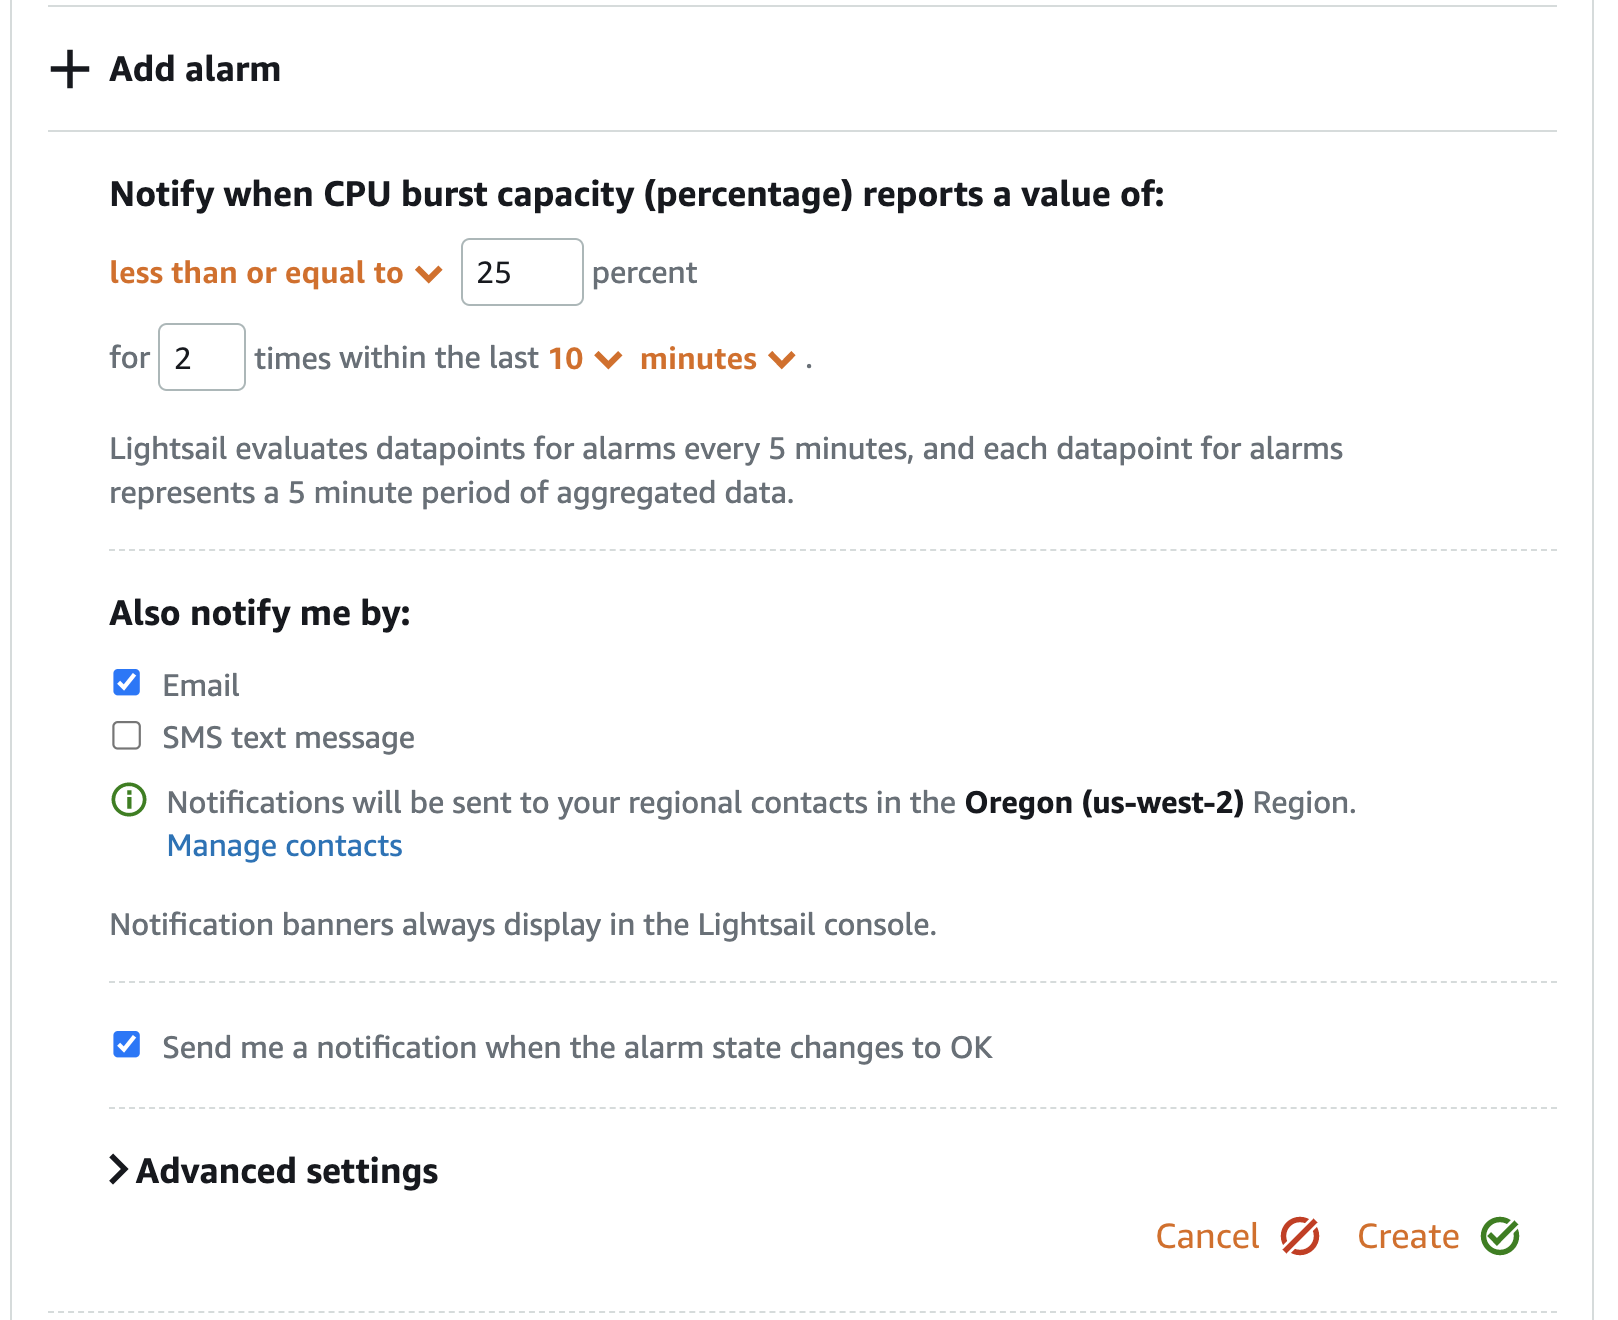 Add alarm
Notify when CPU burst capacity (percentage) reports a value of:
less than or equal to 25 percent
for 2 times within the last 10 minutes .
Lightsail evaluates datapoints for alarms every 5 minutes, and each datapoint for alarms
represents a 5 minute period of aggregated data.
Also notify me by:
Email
SMS text message
Notifications will be sent to your regional contacts in the Oregon (us-west-2) Region.
Manage contacts
Notification banners always display in the Lightsail console.
Send me a notification when the alarm state changes to OK
Advanced settings
Cancel Create